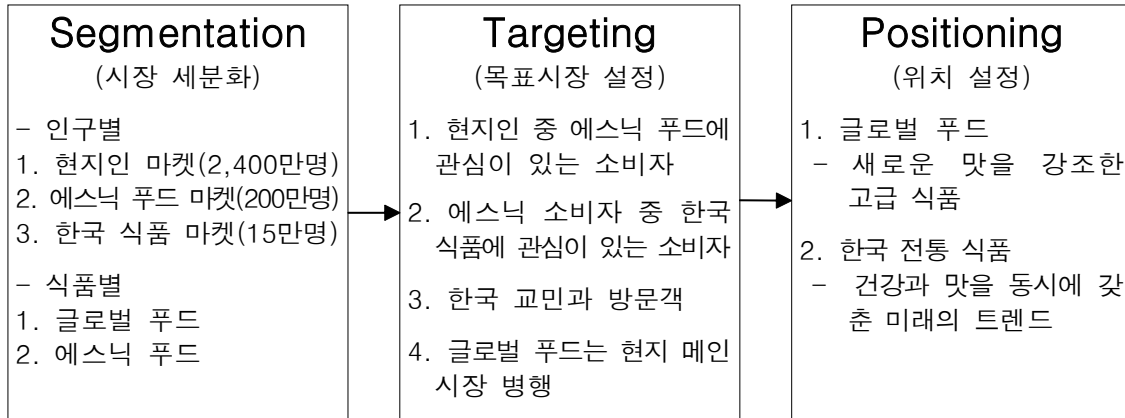 Segmentation
(시장 세분화)
- 인구별
1. 현지인 마켓(2,400만명)
2. 에스닉 푸드 마켓(200만명)
3. 한국 식품 마켓(15만명)
- 식품별
1. 글로벌 푸드
2. 에스닉 푸드
Targeting
(목표시장 설정)
1. 현지인 중 에스닉 푸드에
관심이 있는 소비자
2. 에스닉 소비자 중 한국
식품에 관심이 있는 소비자
3. 한국 교민과 방문객
4. 글로벌 푸드는 현지 메인
시장 병행
Positioning
(위치 설정)
1. 글로벌 푸드
- 새로운 맛을 강조한
고급 식품
2. 한국 전통 식품
- 건강과 맛을 동시에 갖
춘 미래의 트렌드